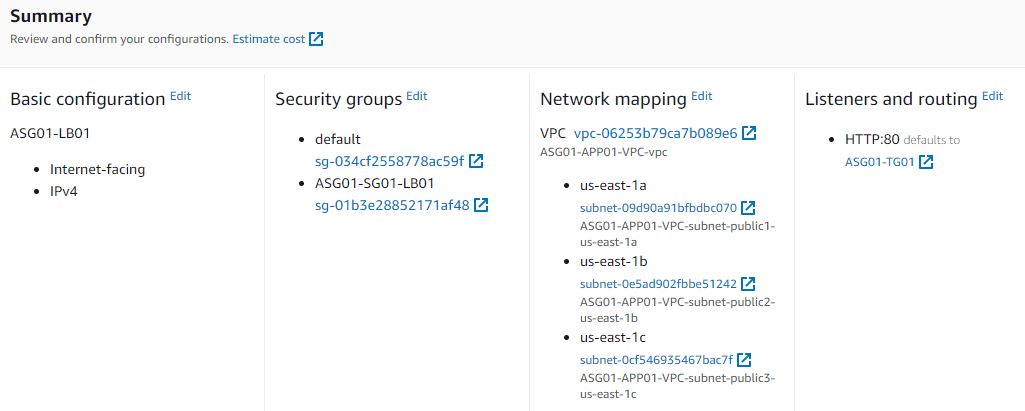 Summary
Review and confirm your configurations. Estimate cost
Basic configuration Edit
ASG01-LB01
Internet-facing
IPv4
Security groups Edit
default
sg-034cf2558778ac59f
ASG01-SG01-LB01
sg-01b3e28852171af48
Network mapping Edit
VPC vpc-06253b79ca7b089e6
ASG01-APP01-VPC-vpc
us-east-1a
subnet-09d90a91bfbdbc070
ASG01-APP01-VPC-subnet-public1-
us-east-1a
us-east-1b
subnet-0e5ad902fbbe51242
ASG01-APP01-VPC-subnet-public2-
us-east-1b
us-east-1c
subnet-0cf546935467bac7f
ASG01-APP01-VPC-subnet-public3-
us-east-1c
Listeners and routing Edit
HTTP:80 defaults to
ASG01-TG01